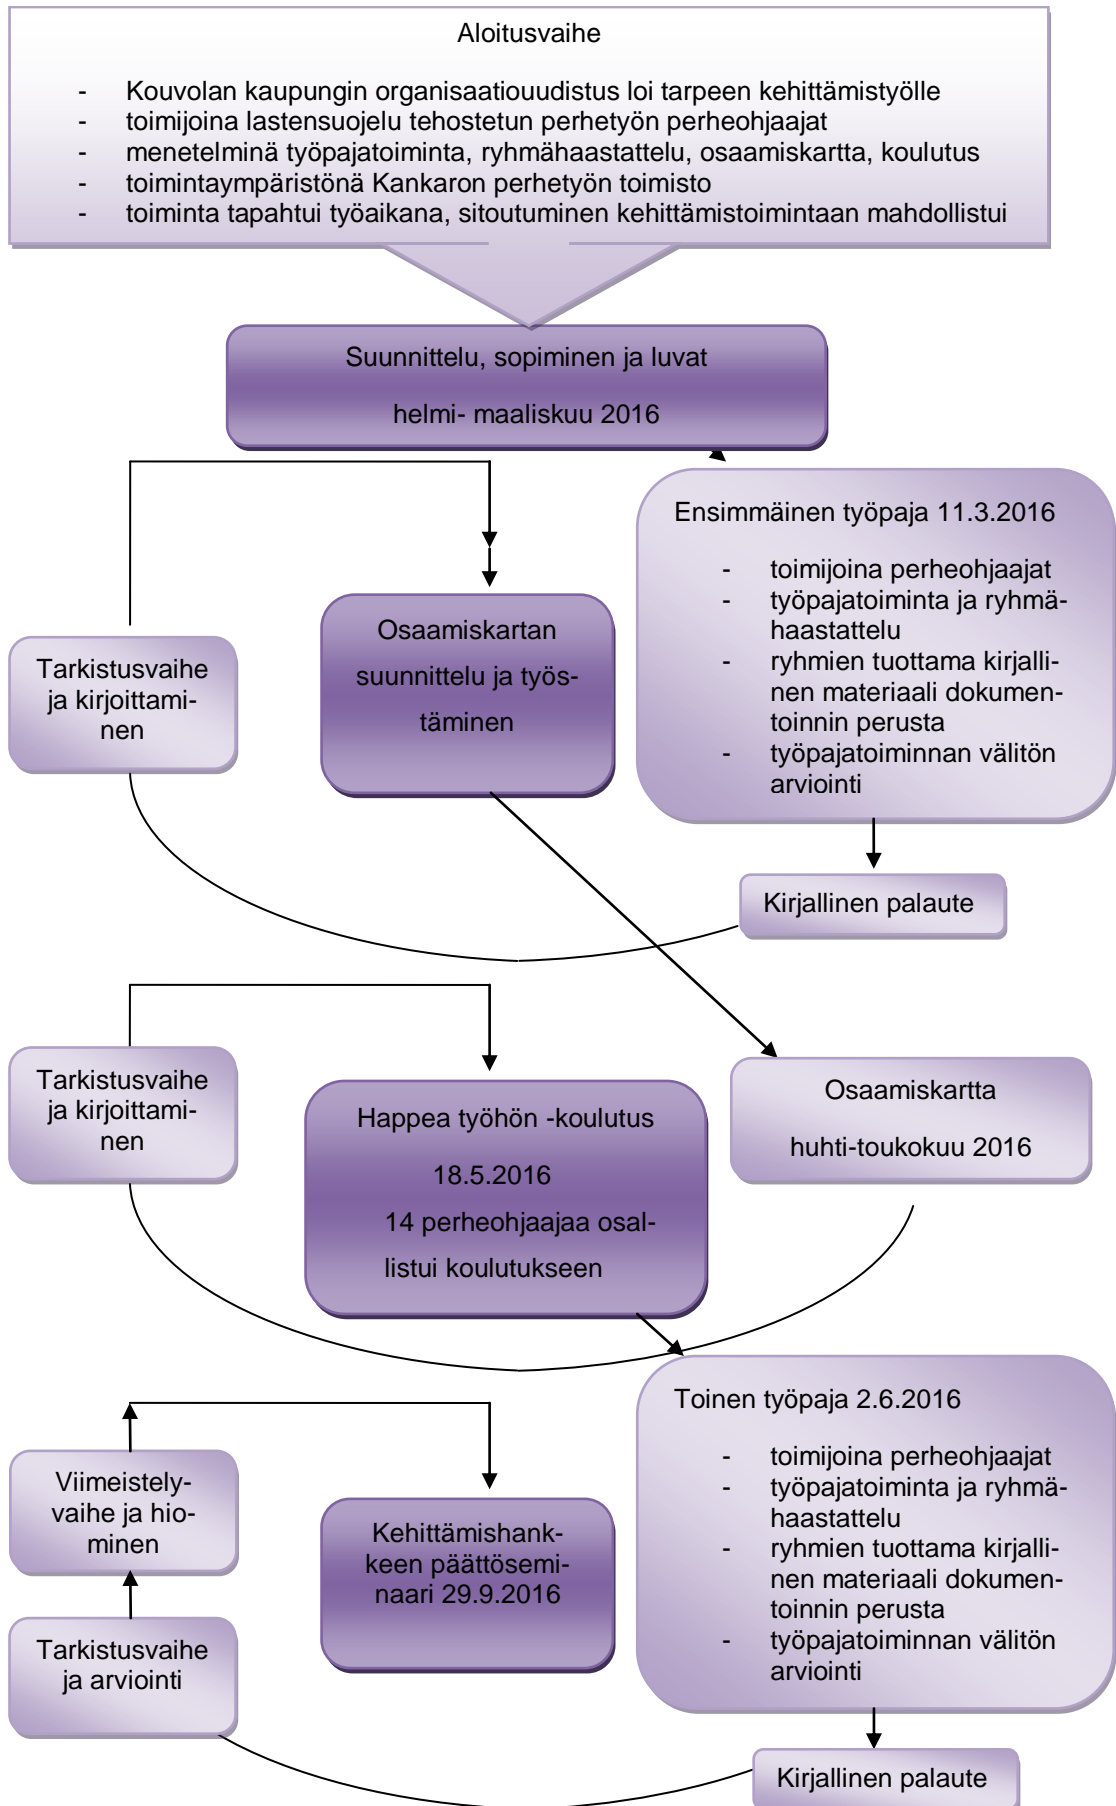 Aloitusvaihe
- Kouvolan kaupungin organisaatiouudistus loi tarpeen kehittämistyölle
- toimijoina lastensuojelu tehostetun perhetyön perheohjaajat
- menetelminä työpajatoiminta, ryhmähaastattelu, osaamiskartta, koulutus
- toimintaympäristönä Kankaron perhetyön toimisto
- toiminta tapahtui työaikana, sitoutuminen kehittämistoimintaan mahdollistui
Suunnittelu, sopiminen ja luvat
helmi- maaliskuu 2016
Ensimmäinen työpaja 11.3.2016
- toimijoina perheohjaajat
- työpajatoiminta ja ryhmä-
haastattelu
- ryhmien tuottama kirjalli-
nen materiaali dokumen-
toinnin perusta
- työpajatoiminnan välitön
arviointi
Osaamiskartan
suunnittelu ja työs-
täminen
Tarkistusvaihe
ja kirjoittami-
nen
Kirjallinen palaute
Tarkistusvaihe
ja kirjoittami-
nen
Happea työhön -koulutus
18.5.2016
14 perheohjaajaa osal-
listui koulutukseen
Osaamiskartta
huhti-toukokuu 2016
Toinen työpaja 2.6.2016
- toimijoina perheohjaajat
- työpajatoiminta ja ryhmä-
haastattelu
- ryhmien tuottama kirjalli-
nen materiaali dokumen-
toinnin perusta
- työpajatoiminnan välitön
arviointi
Viimeistely-
vaihe ja hio-
minen
Kehittämishank-
keen päättösemi-
naari 29.9.2016
Tarkistusvaihe
ja arviointi
Kirjallinen palaute